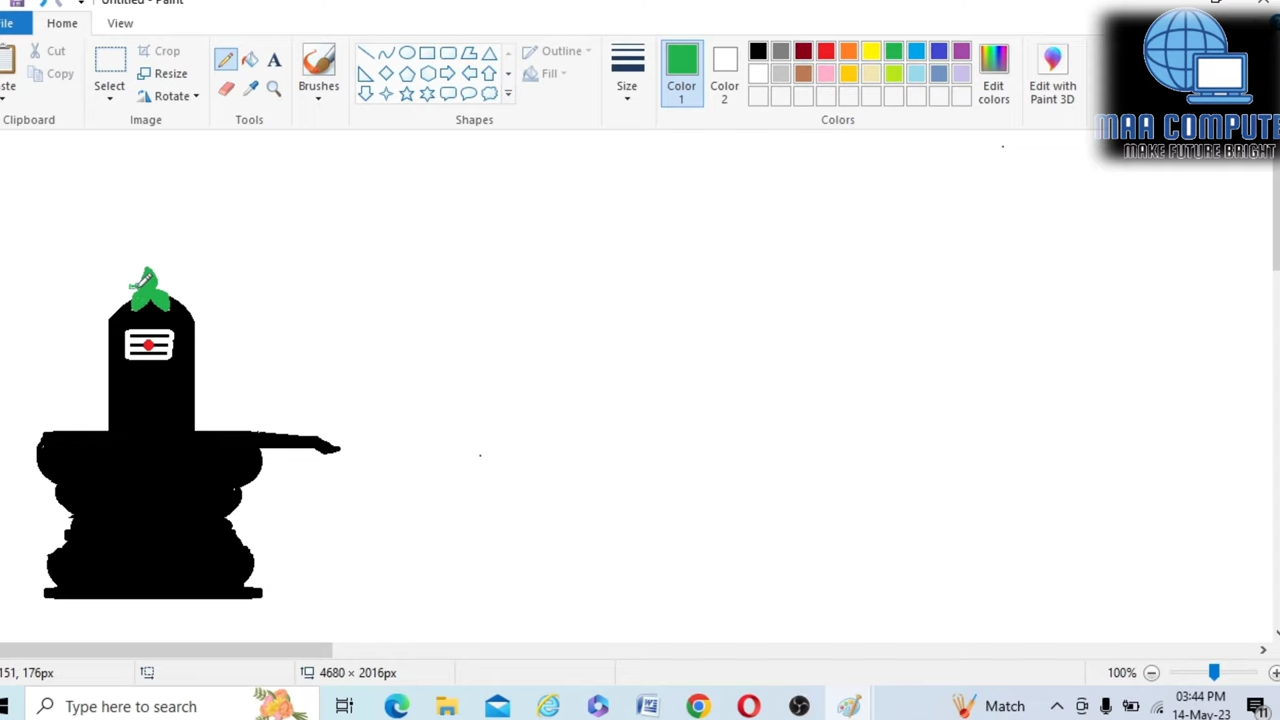 Untitled - Paint
File
Home
View
Cut
Copy
Clipboard
Select
Crop
Resize
Rotate
Image
Tools
Brushes
Shapes
Outline
Fill
Size
Color
1
Color
2
Colors
Edit
colors
Edit with
Paint 3D
MAA COMPUTE
MAKE FUTURE BRIGHT
151, 176px
4680 × 2016px
100%
Type here to search
Match
03:44 PM
14-May-23
11